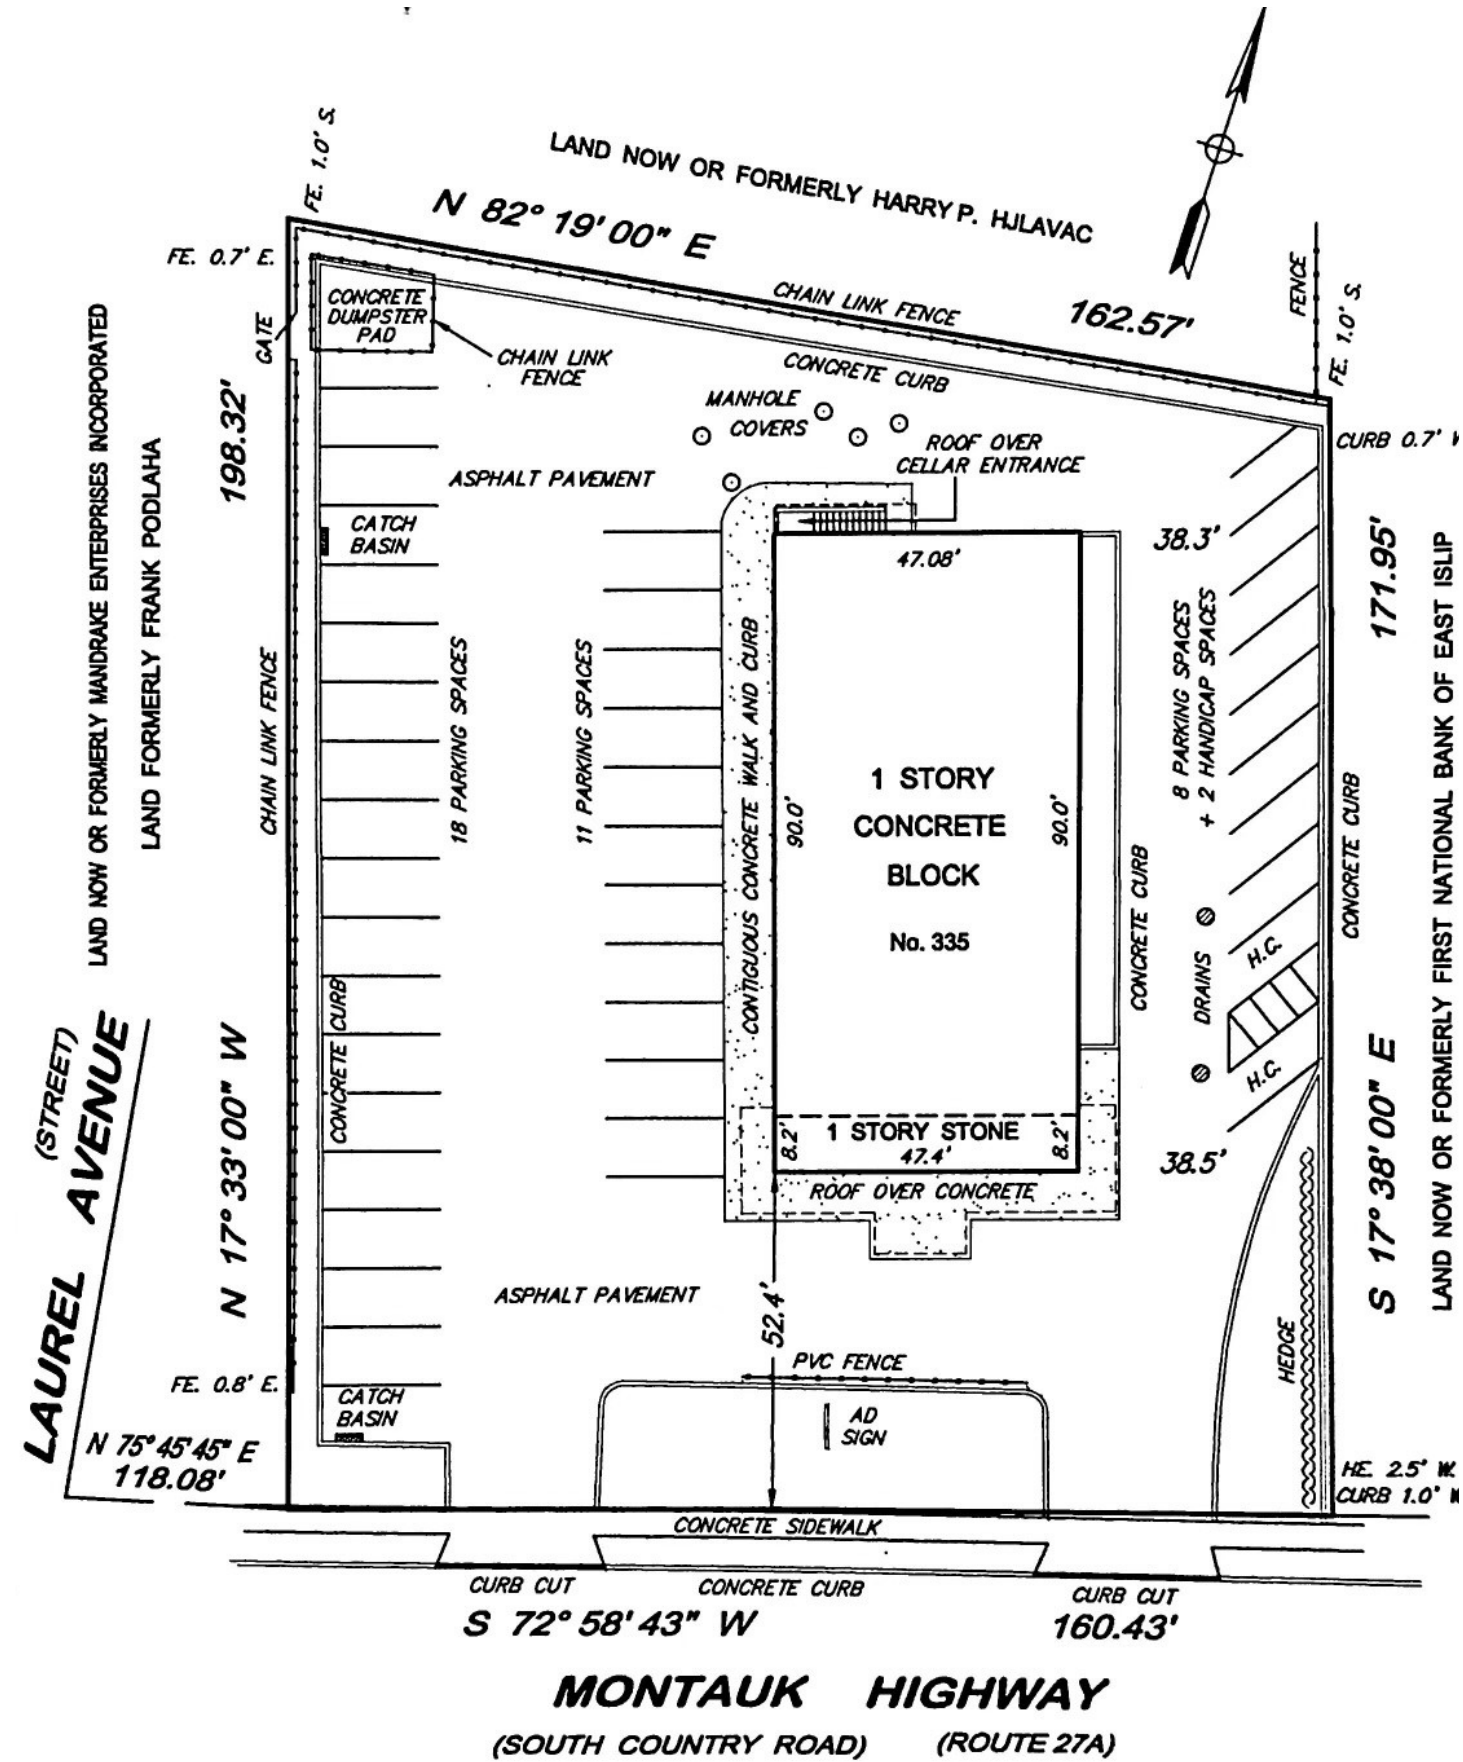 FE. 1.0' S.
LAND NOW OR FORMERLY HARRY P. HJLAVAC
N 82° 19' 00" E
162.57'
FE. 0.7' E.
GATE
CONCRETE
DUMPSTER
PAD
CHAIN LINK
FENCE
CHAIN LINK FENCE
CONCRETE CURB
FENCE
FE. 1.0' S.
MANHOLE
COVERS
ROOF OVER
CELLAR ENTRANCE
CURB 0.7'
LAND NOW OR FORMERLY MANDRAKE ENTERPRISES INCORPORATED
LAND FORMERLY FRANK PODLAHA
198.32'
N 17° 33' 00" W
CHAIN LINK FENCE
ASPHALT PAVEMENT
CATCH
BASIN
18 PARKING SPACES
11 PARKING SPACES
CONCRETE CURB
CONTIGUOUS CONCRETE WALK AND CURB
47.08'
90.0'
90.0'
1 STORY
CONCRETE
BLOCK
No. 335
38.3'
8 PARKING SPACES
+ 2 HANDICAP SPACES
171.95'
S 17° 38' 00" E
LAND NOW OR FORMERLY FIRST NATIONAL BANK OF EAST ISLIP
CONCRETE CURB
CONCRETE CURB
DRAINS
H.C.
H.C.
8.2'
1 STORY STONE
47.4'
8.2'
38.5'
ROOF OVER CONCRETE
52.4'
ASPHALT PAVEMENT
PVC FENCE
AD
SIGN
HEDGE
FE. 0.8' E.
CATCH
BASIN
LAUREL AVENUE
(STREET)
N 75° 45' 45" E
118.08'
HE. 2.5' W.
CURB 1.0'
CONCRETE SIDEWALK
CURB CUT
CONCRETE CURB
CURB CUT
S 72° 58' 43" W
160.43'
MONTAUK HIGHWAY
(SOUTH COUNTRY ROAD) (ROUTE 27A)